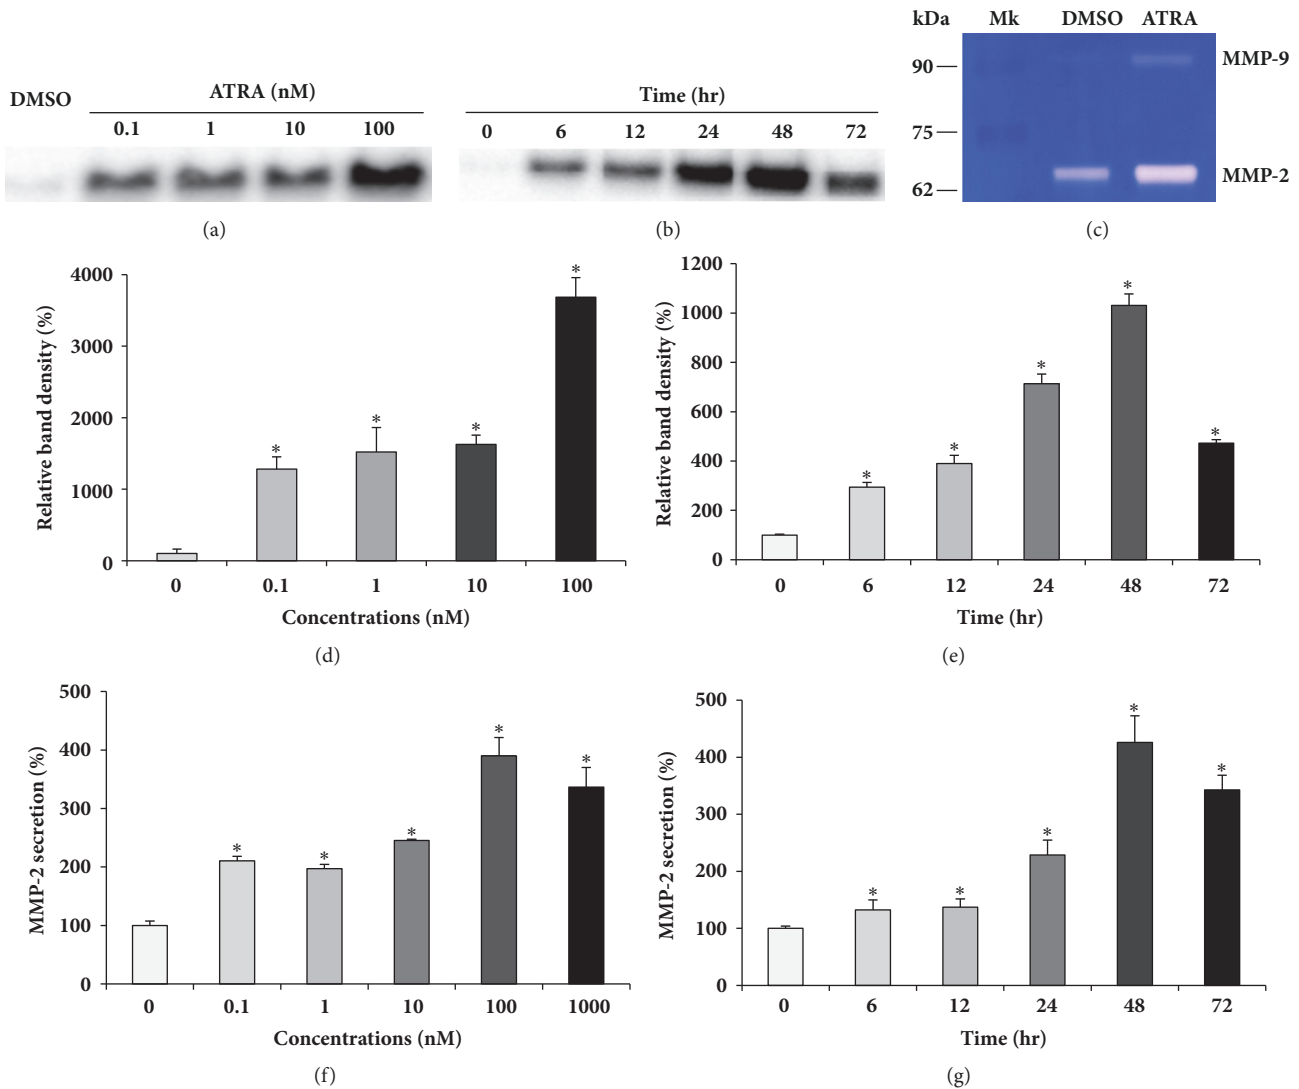 kDa Mk DMSO ATRA
DMSO ATRA (nM)
0.1 1 10 100
Time (hr)
0 6 12 24 48 72
90 MMP-9
75
62 MMP-2
(a) (b) (c)
Relative band density (%)
4000
3000
2000
1000
0
* * * *
0 0.1 1 10 100
Concentrations (nM)
(d)
Relative band density (%)
1200
1000
800
600
400
200
0
* * * * *
0 6 12 24 48 72
Time (hr)
(e)
MMP-2 secretion (%)
500
400
300
200
100
0
* * * * *
0 0.1 1 10 100 1000
Concentrations (nM)
(f)
MMP-2 secretion (%)
500
400
300
200
100
0
* * * * *
0 6 12 24 48 72
Time (hr)
(g)